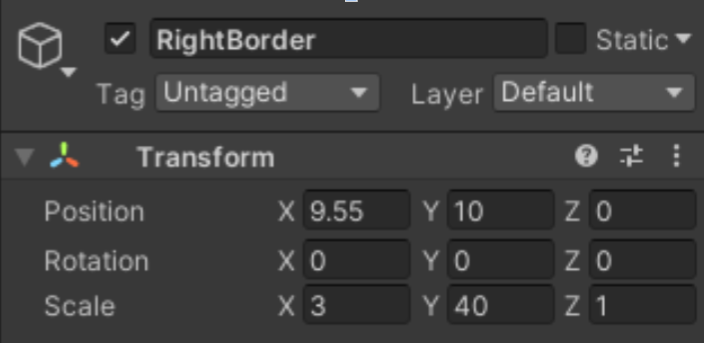 RightBorder Static
Tag Untagged Layer Default
Transform
Position X 9.55 Y 10 Z 0
Rotation X 0 Y 0 Z 0
Scale X 3 Y 40 Z 1